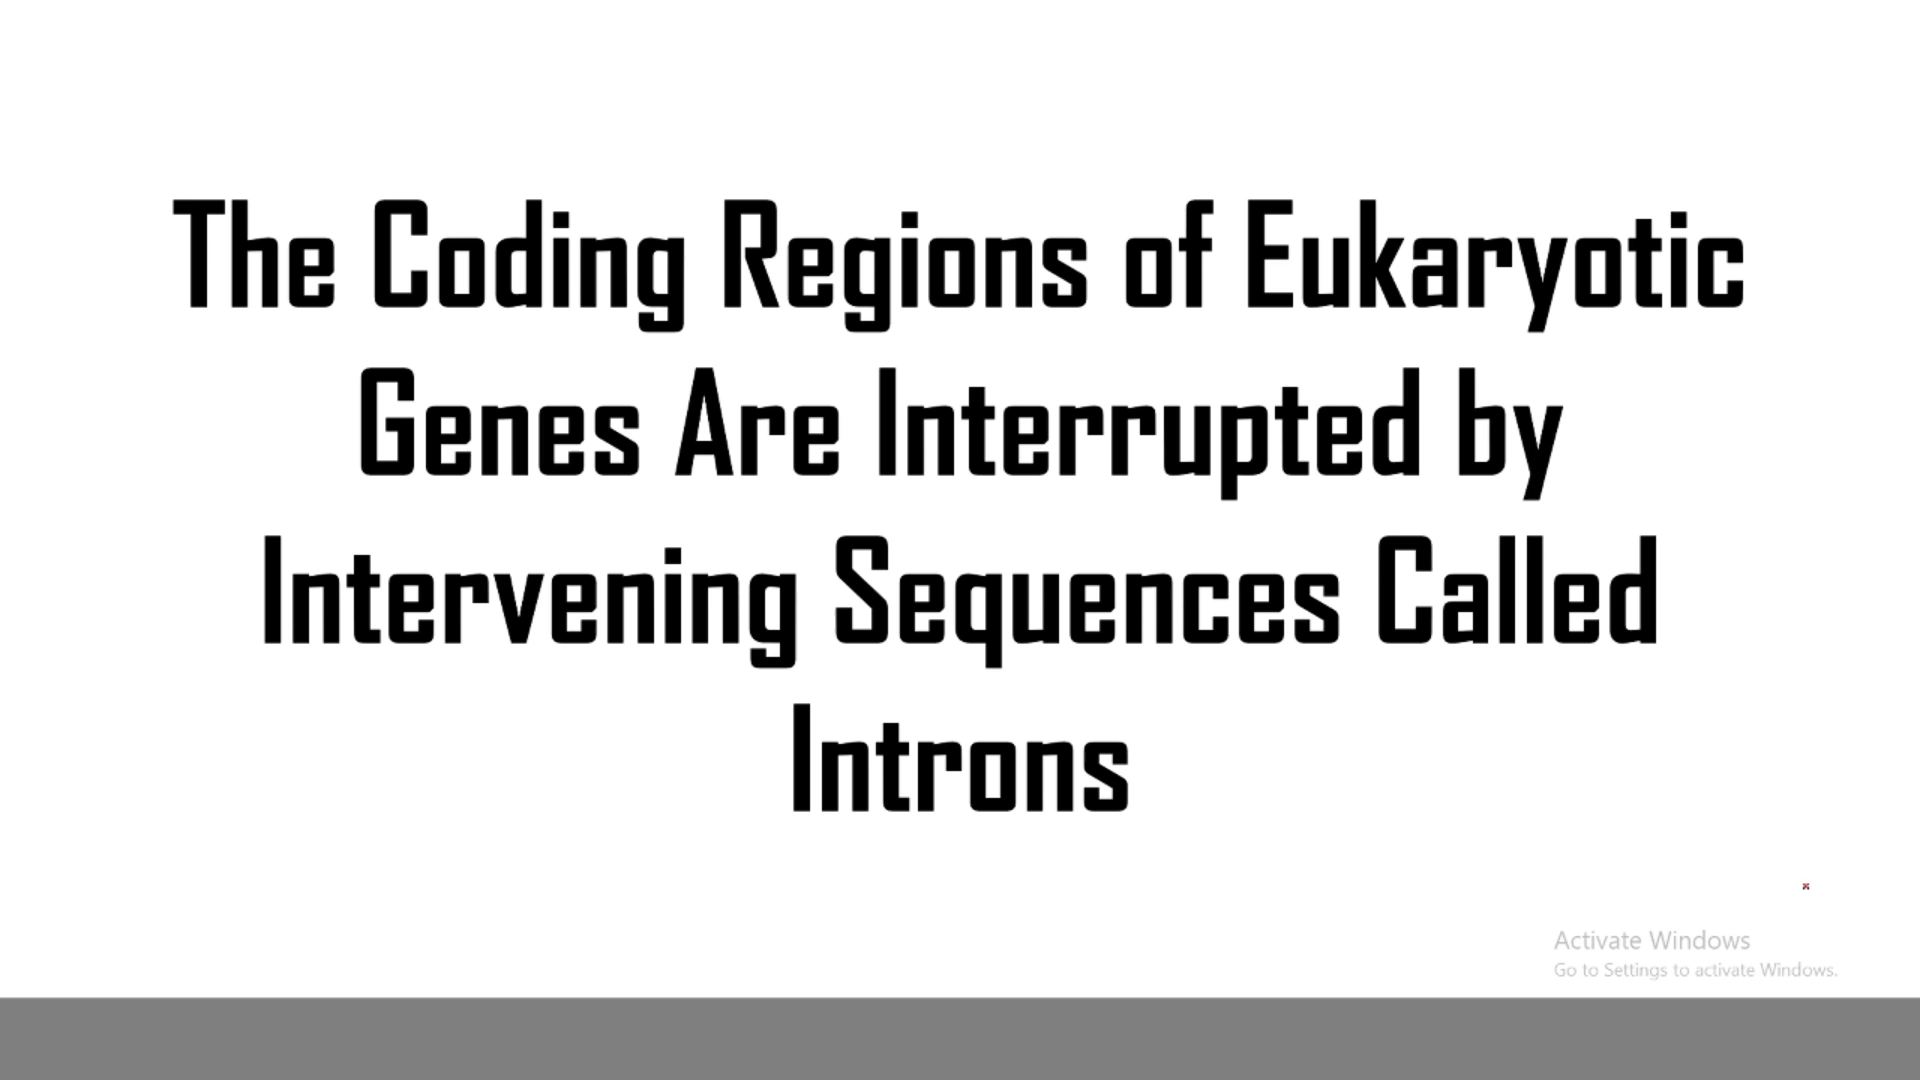 The Coding Regions of Eukaryotic
Genes Are Interrupted by
Intervening Sequences Called
Introns
Activate Windows
Go to Settings to activate Windows.